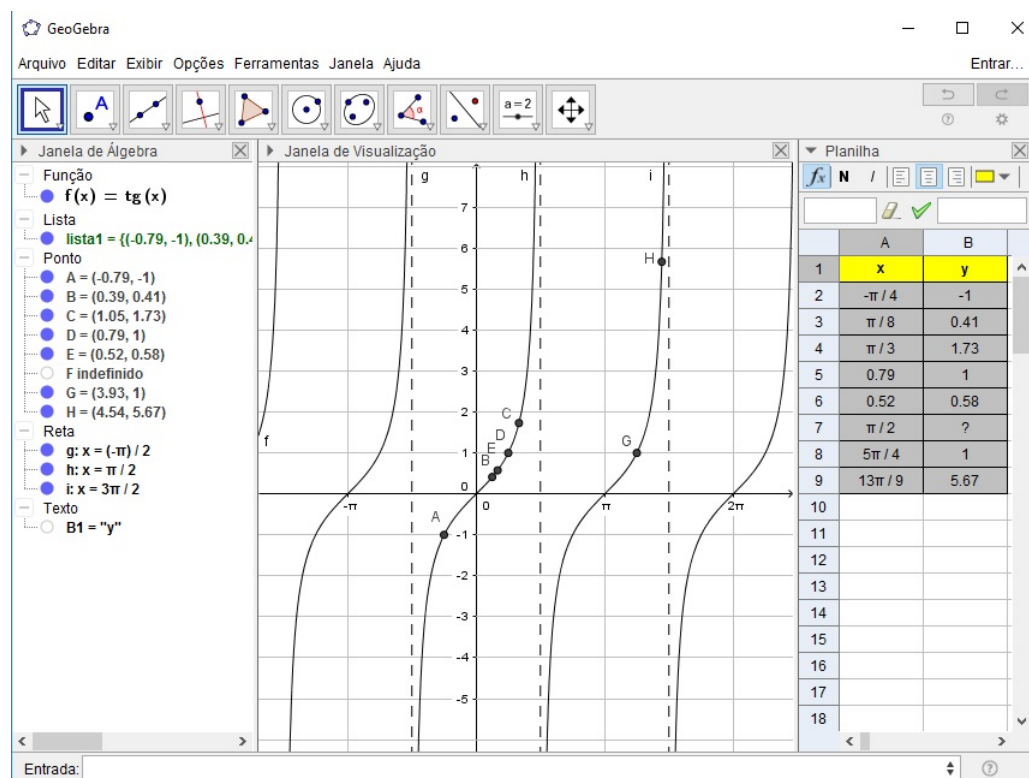 GeoGebra
Arquivo Editar Exibir Opções Ferramentas Janela Ajuda Entrar...
A α a = 2
Janela de Álgebra
Função
f(x) = tg(x)
Lista
lista1 = {(-0.79, -1), (0.39, 0.4
Ponto
A = (-0.79, -1)
B = (0.39, 0.41)
C = (1.05, 1.73)
D = (0.79, 1)
E = (0.52, 0.58)
F indefinido
G = (3.93, 1)
H = (4.54, 5.67)
Reta
g: x = (-π) / 2
h: x = π / 2
i: x = 3π / 2
Texto
B1 = "y"
Janela de Visualização
g h i
7
6
H
5
4
3
2
C
D
E
B
1
G
f
0
-π 0 π 2π
A
-1
-2
-3
-4
-5
Planilha
fx N I
A B
1 x y
2 -π / 4 -1
3 π / 8 0.41
4 π / 3 1.73
5 0.79 1
6 0.52 0.58
7 π / 2 ?
8 5π / 4 1
9 13π / 9 5.67
10
11
12
13
14
15
16
17
18
Entrada: